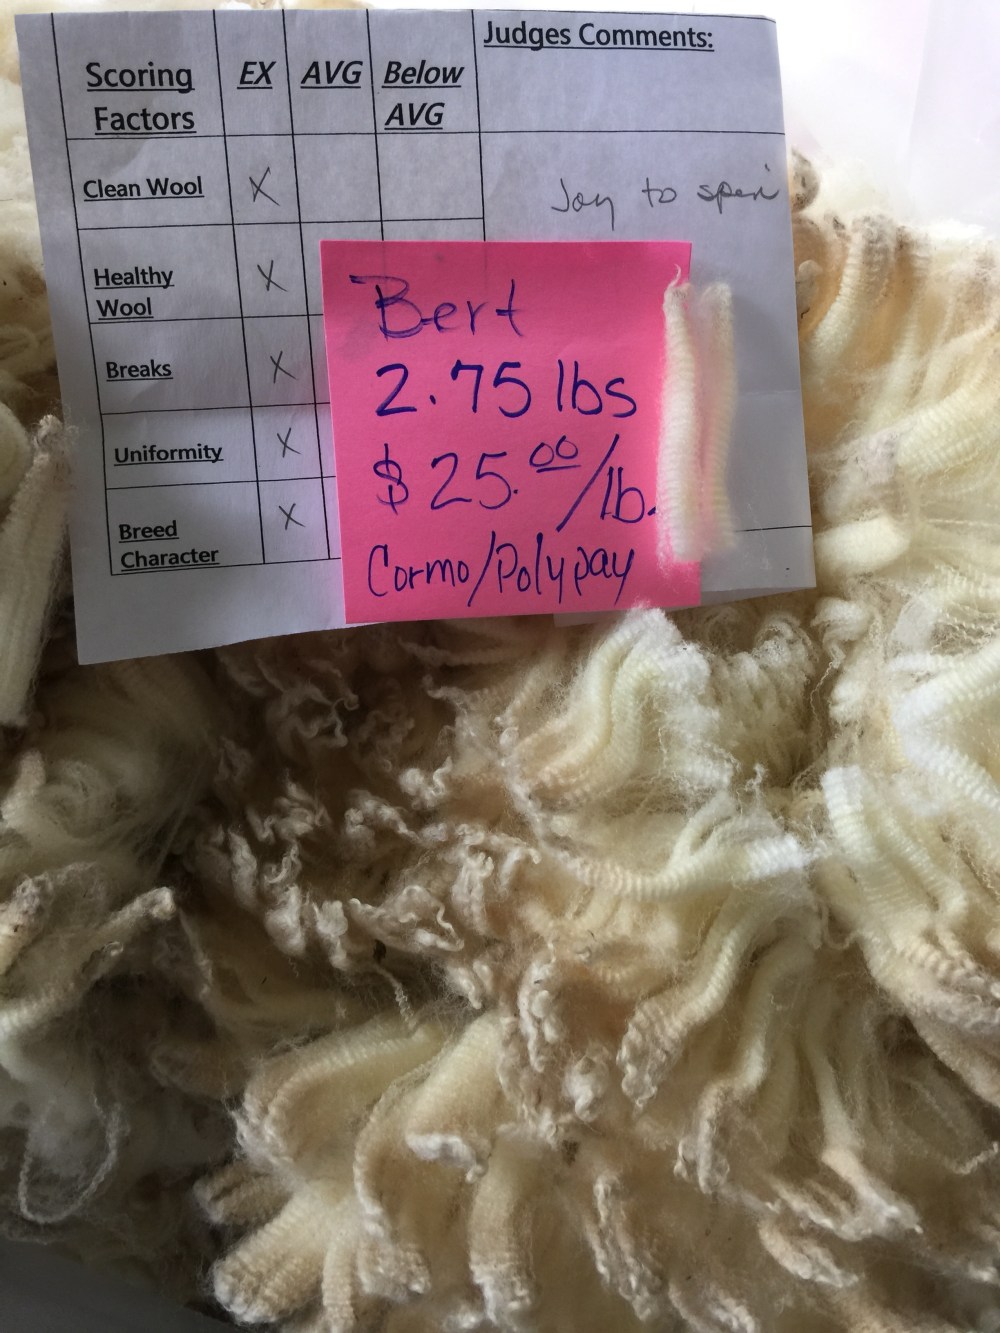 Scoring Factors EX AVG Below AVG Judges Comments:
Clean Wool X Joy to spin
Healthy Wool X
Breaks X
Uniformity X
Breed Character X
Bert
2.75 lbs
$25.00/lb.
Cormo/Polypay